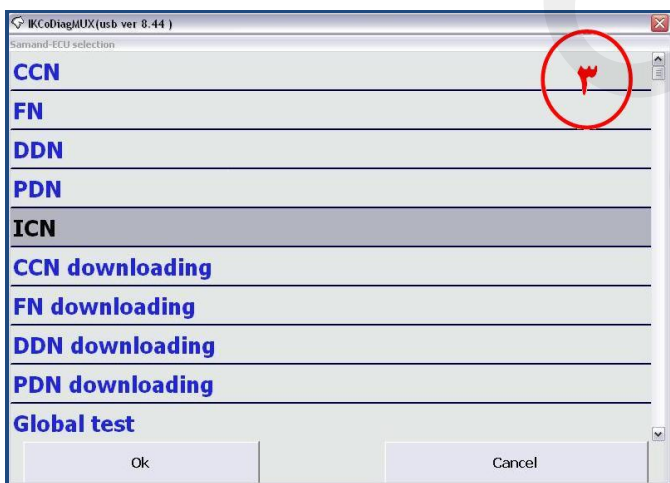 IKCoDiagMUX(usb ver 8.44 )
Samand-ECU selection
CCN
۳
FN
DDN
PDN
ICN
CCN downloading
FN downloading
DDN downloading
PDN downloading
Global test
Ok
Cancel